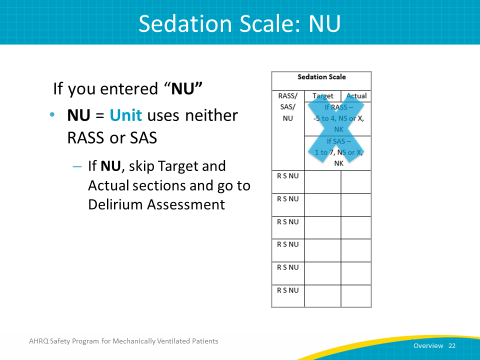 Sedation Scale: NU
If you entered “NU”
• NU = Unit uses neither
RASS or SAS
– If NU, skip Target and
Actual sections and go to
Delirium Assessment
Sedation Scale
RASS/
SAS/
NU
Target Actual
If RASS –
-5 to 4, NS or X,
NK
If SAS –
1 to 7, NS or X,
NK
R S NU
R S NU
R S NU
R S NU
R S NU
R S NU
AHRQ Safety Program for Mechanically Ventilated Patients
Overview 22